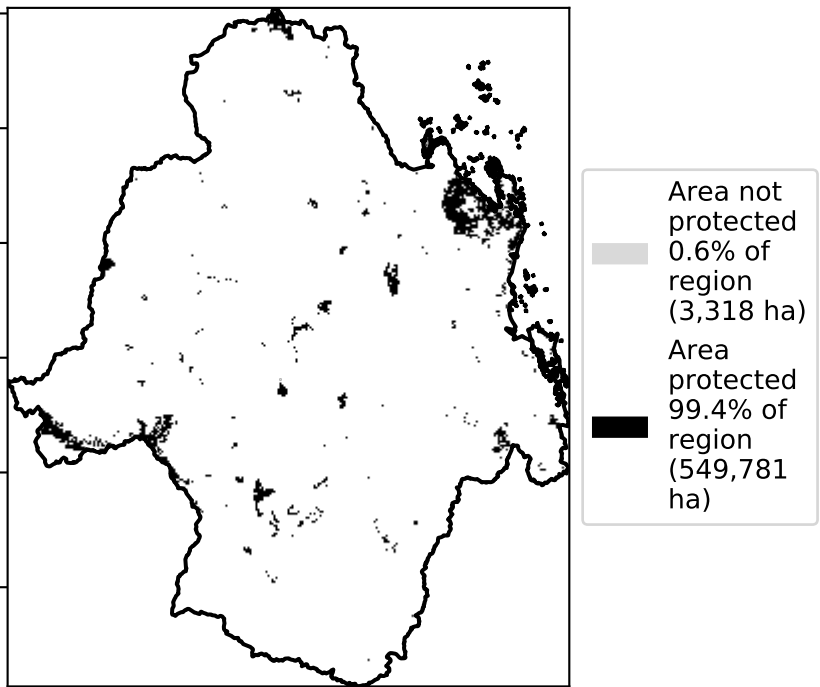 Area not
protected
0.6% of
region
(3,318 ha)
Area
protected
99.4% of
region
(549,781
ha)